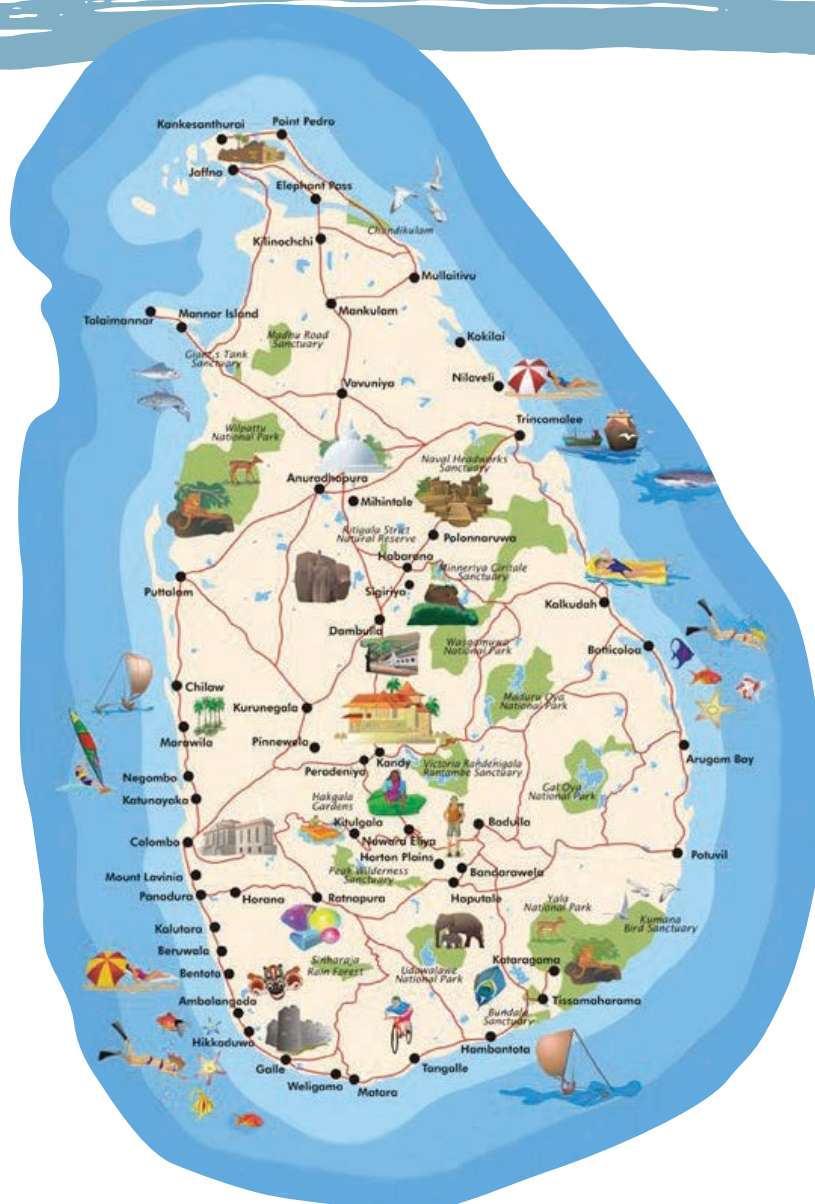 Kankesanthurai
Point Pedro
Jaffna
Elephant Pass
Chundikulam
Kilinochchi
Mullaitivu
Mankulam
Talaimannar
Mannar Island
Madhu Road
Sanctuary
Giant's Tank
Sanctuary
Kokilai
Nilaveli
Vavuniya
Trincomalee
Wilpattu
National Park
Naval Headworks
Sanctuary
Anuradhapura
Mihintale
Ritigala Strict
Natural Reserve
Polonnaruwa
Habarana
Minneriya Giritale
Sanctuary
Puttalam
Sigiriya
Kalkudah
Dambulla
Wasgamuwa
National Park
Batticoloa
Chilaw
Maduru Oya
National Park
Kurunegala
Marawila
Pinnewela
Arugam Bay
Kandy
Peradeniya
Victoria Randenigala
Rantambe Sanctuary
Negombo
Gal Oya
National Park
Katunayaka
Hakgala
Gardens
Kitulgala
Badulla
Colombo
Nuwara Eliya
Horton Plains
Potuvil
Mount Lavinia
Peak Wilderness
Sanctuary
Bandarawela
Panadura
Horana
Ratnapura
Haputale
Yala
National Park
Kumana
Bird Sanctuary
Kalutara
Beruwala
Sinharaja
Rain Forest
Udawalawe
National Park
Kataragama
Bentota
Ambalangoda
Tissamaharama
Bundala
Sanctuary
Hikkaduwa
Hambantota
Galle
Tangalle
Weligama
Matara